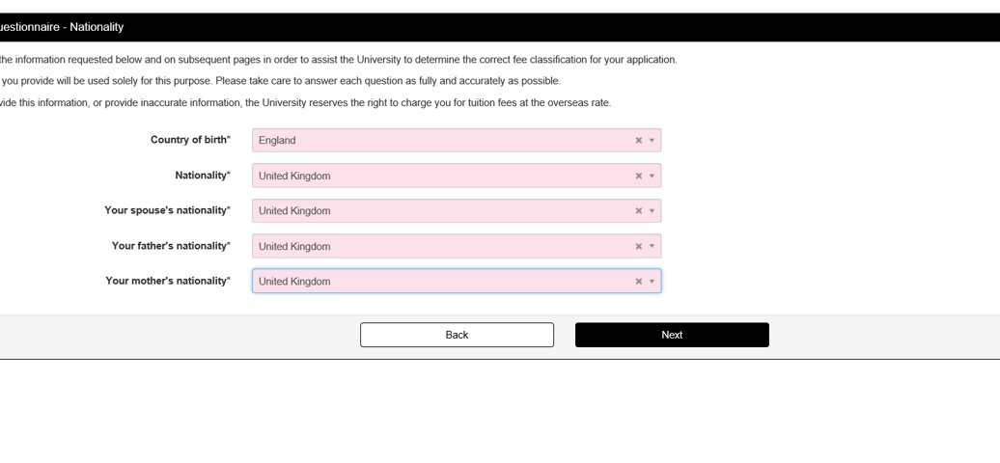 uestionnaire - Nationality
the information requested below and on subsequent pages in order to assist the University to determine the correct fee classification for your application.
you provide will be used solely for this purpose. Please take care to answer each question as fully and accurately as possible.
vide this information, or provide inaccurate information, the University reserves the right to charge you for tuition fees at the overseas rate.
Country of birth* England
Nationality* United Kingdom
Your spouse's nationality* United Kingdom
Your father's nationality* United Kingdom
Your mother's nationality* United Kingdom
Back Next